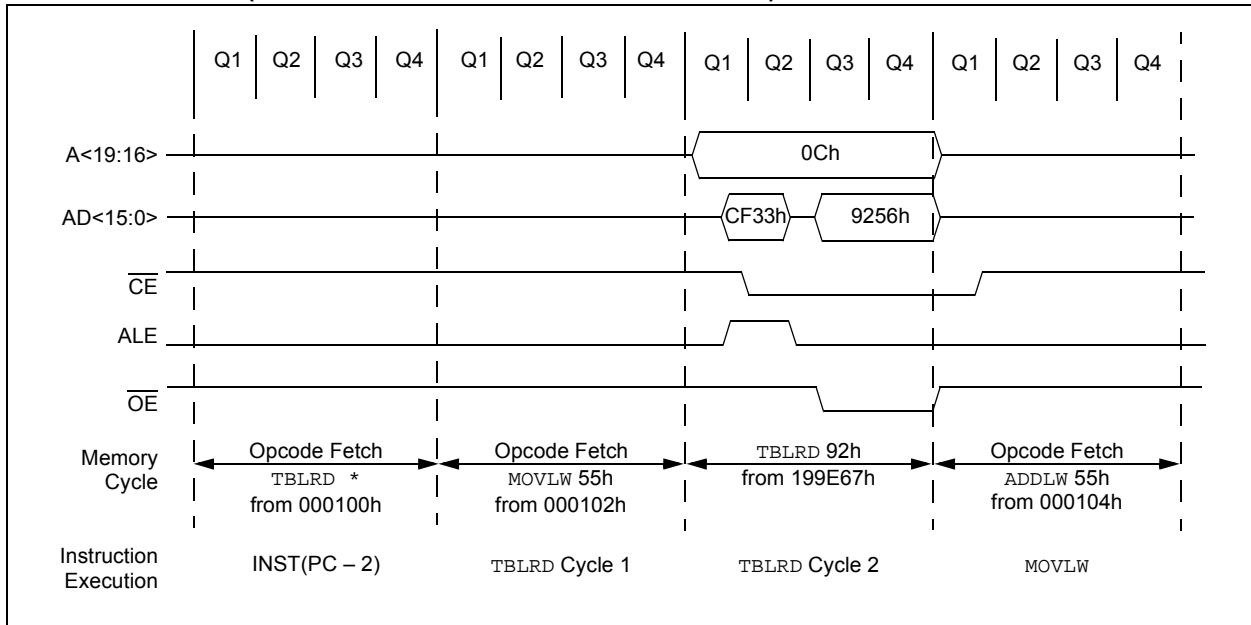 Q1 Q2 Q3 Q4 Q1 Q2 Q3 Q4 Q1 Q2 Q3 Q4 Q1 Q2 Q3 Q4
A<19:16> 0Ch
AD<15:0> CF33h 9256h
CE
ALE
OE
Memory Cycle
Opcode Fetch
TBLRD *
from 000100h
Opcode Fetch
MOVLW 55h
from 000102h
TBLRD 92h
from 199E67h
Opcode Fetch
ADDLW 55h
from 000104h
Instruction
Execution
INST(PC – 2) TBLRD Cycle 1 TBLRD Cycle 2 MOVLW